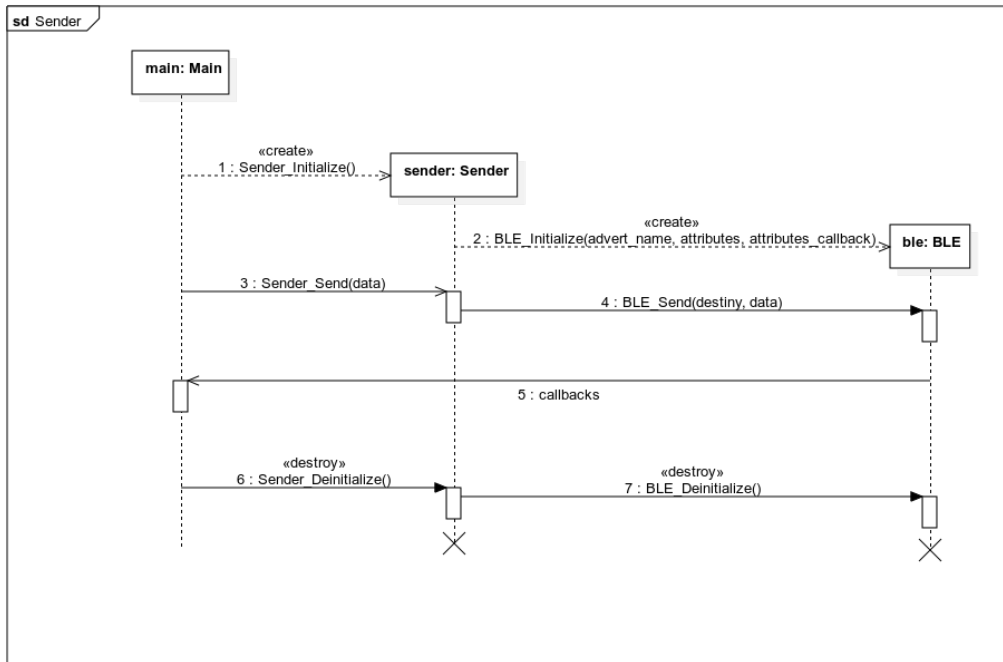 sd Sender
main: Main
«create»
1 : Sender_Initialize()
sender: Sender
«create»
2 : BLE_Initialize(advert_name, attributes, attributes_callback)
ble: BLE
3 : Sender_Send(data)
4 : BLE_Send(destiny, data)
5 : callbacks
«destroy»
6 : Sender_Deinitialize()
«destroy»
7 : BLE_Deinitialize()